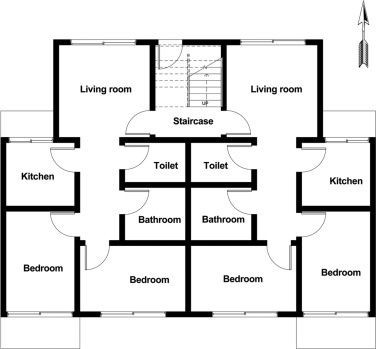 Living room
Living room
UP
Staircase
Toilet
Toilet
Kitchen
Kitchen
Bathroom
Bathroom
Bedroom
Bedroom
Bedroom
Bedroom